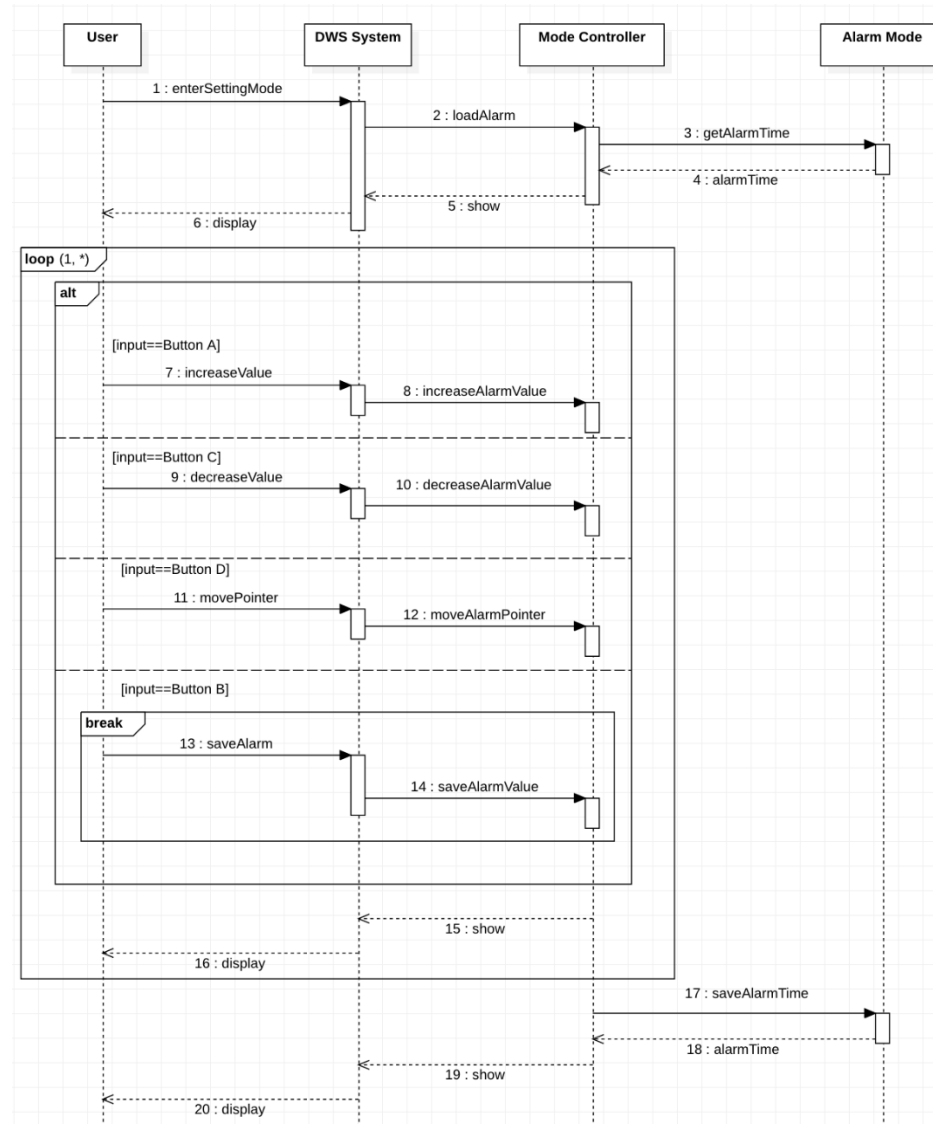 User
DWS System
Mode Controller
Alarm Mode
1 : enterSettingMode
2 : loadAlarm
3 : getAlarmTime
4 : alarmTime
5 : show
6 : display
loop (1, *)
alt
[input==Button A]
7 : increaseValue
8 : increaseAlarmValue
[input==Button C]
9 : decreaseValue
10 : decreaseAlarmValue
[input==Button D]
11 : movePointer
12 : moveAlarmPointer
[input==Button B]
break
13 : saveAlarm
14 : saveAlarmValue
15 : show
16 : display
17 : saveAlarmTime
18 : alarmTime
19 : show
20 : display